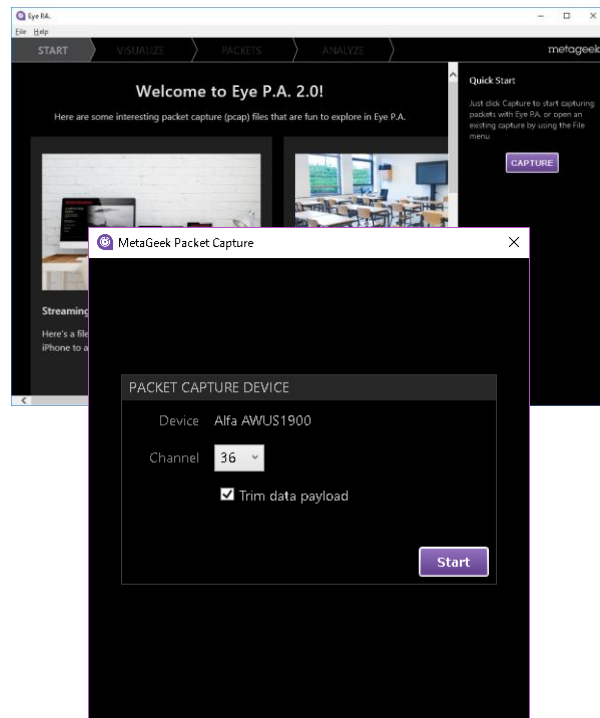 Eye P.A.
File Help
START VISUALIZE PACKETS ANALYZE metageek
Welcome to Eye P.A. 2.0!
Here are some interesting packet capture (pcap) files that are fun to explore in Eye P.A.
Quick Start
Just click Capture to start capturing
packets with Eye P.A. or open an
existing capture by using the File
menu
CAPTURE
Streaming
Here's a file
iPhone to a
MetaGeek Packet Capture
PACKET CAPTURE DEVICE
Device Alfa AWUS1900
Channel 36
Trim data payload
Start